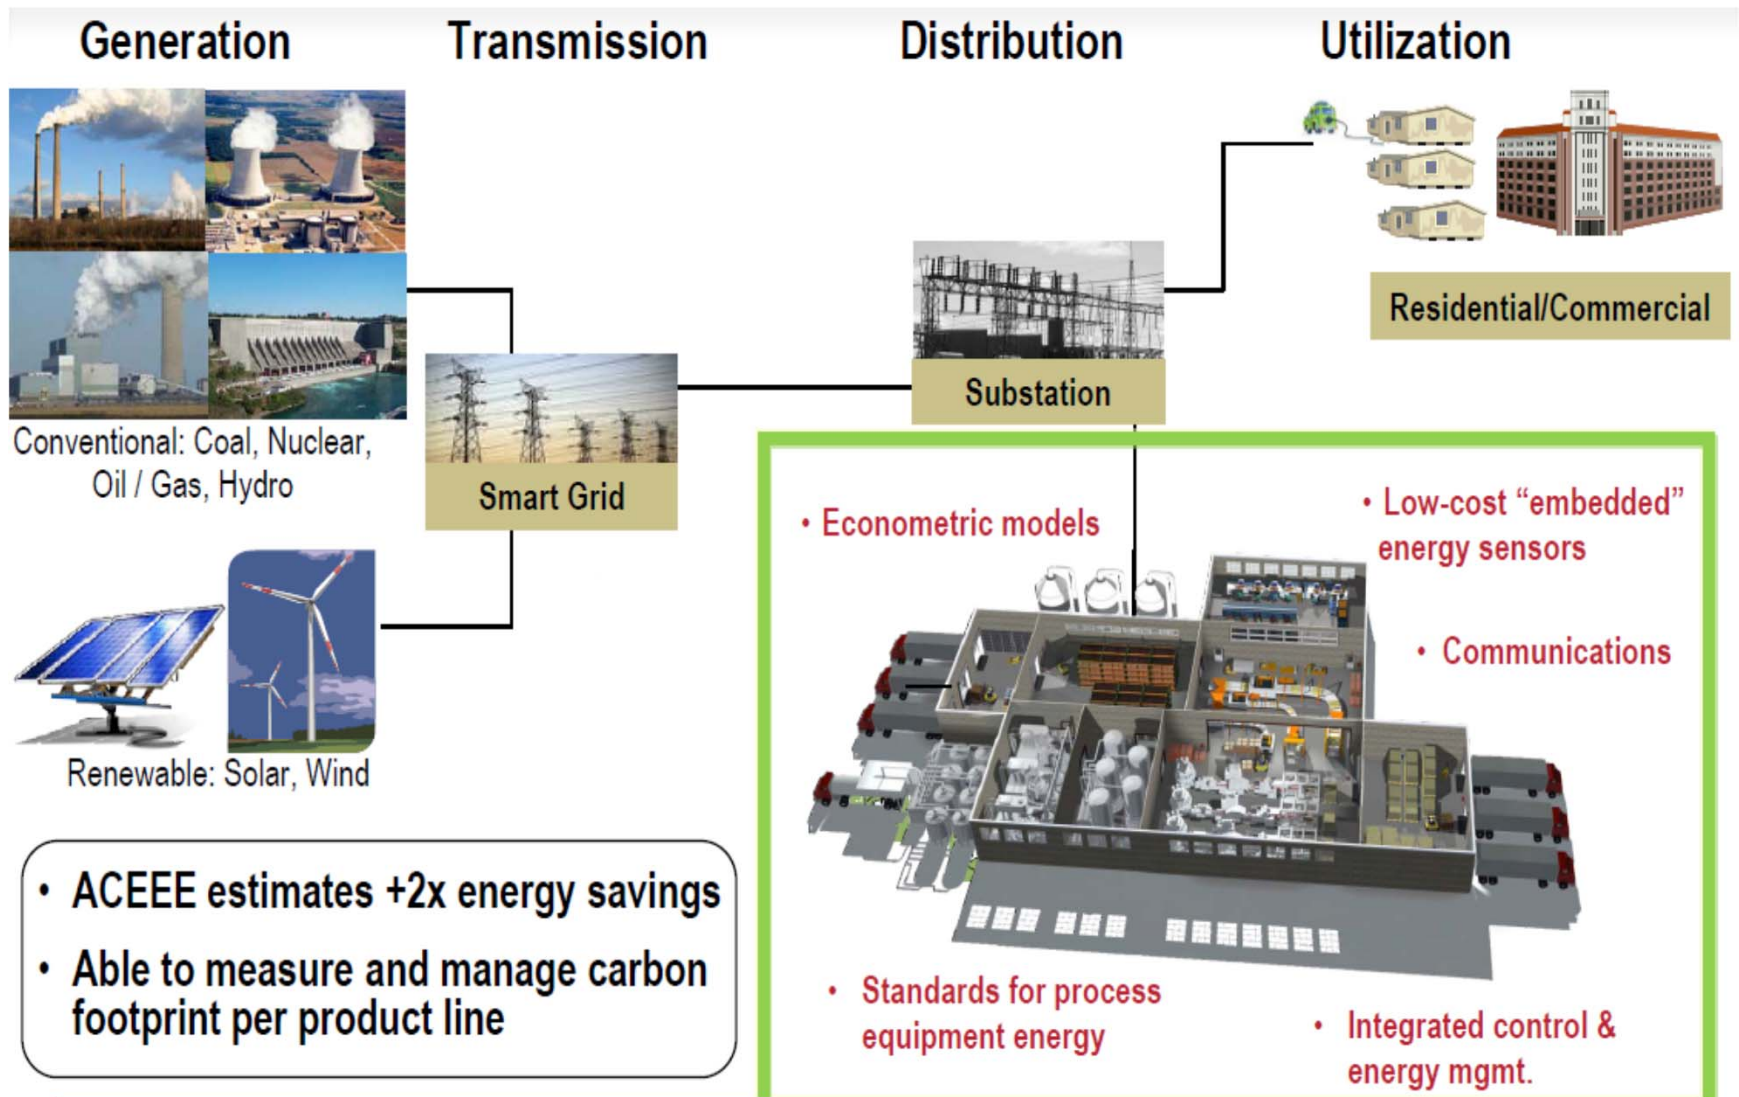 Generation
Transmission
Distribution
Utilization
Conventional: Coal, Nuclear,
Oil / Gas, Hydro
Smart Grid
Substation
Residential/Commercial
Renewable: Solar, Wind
• ACEEE estimates +2x energy savings
• Able to measure and manage carbon
footprint per product line
• Econometric models
• Low-cost “embedded”
energy sensors
• Communications
• Standards for process
equipment energy
• Integrated control &
energy mgmt.